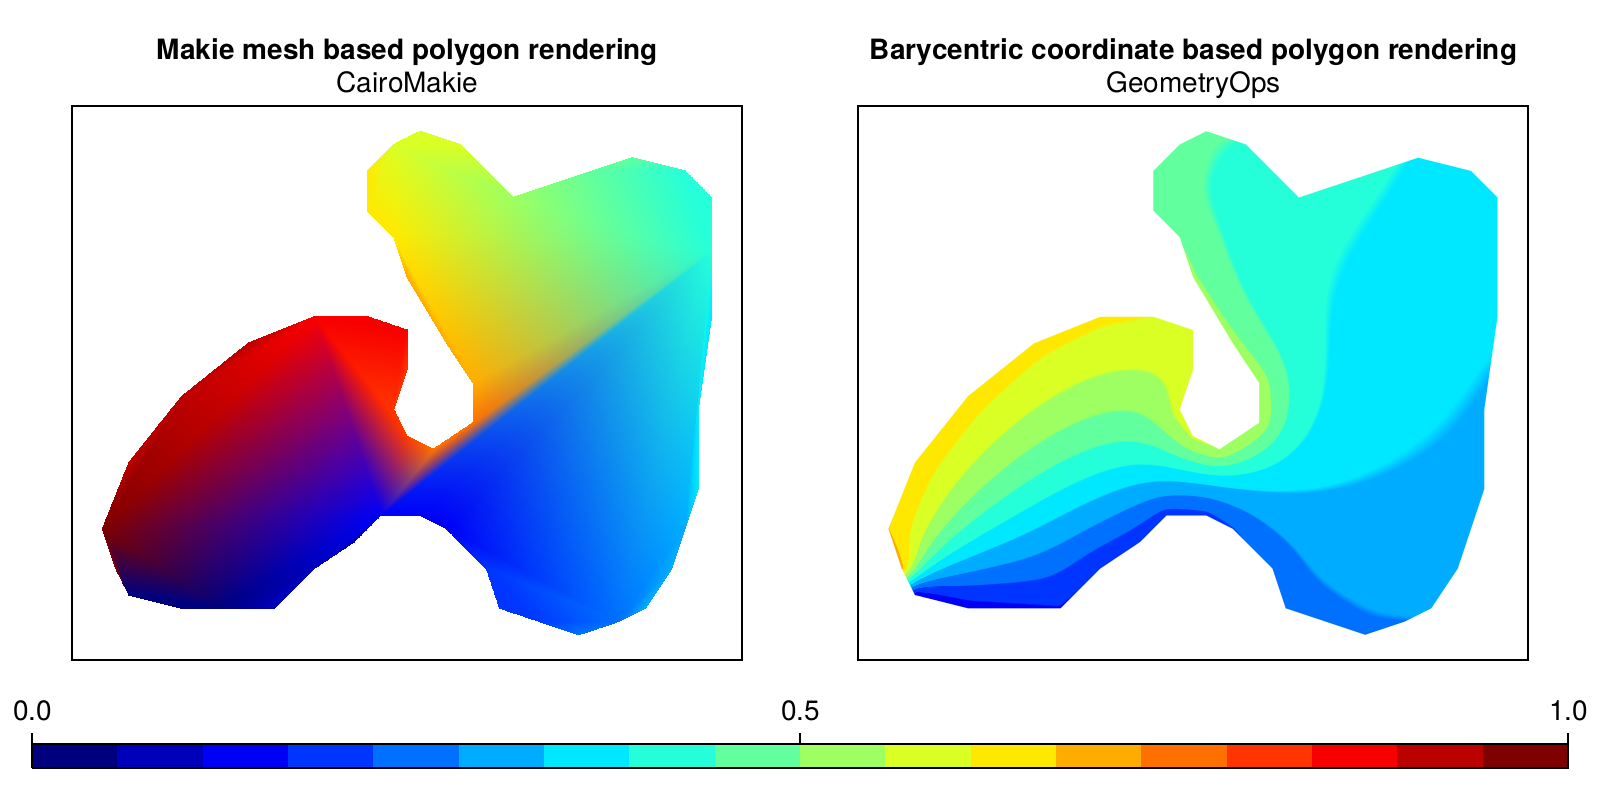 Makie mesh based polygon rendering
CairoMakie
Barycentric coordinate based polygon rendering
GeometryOps
0.0
0.5
1.0